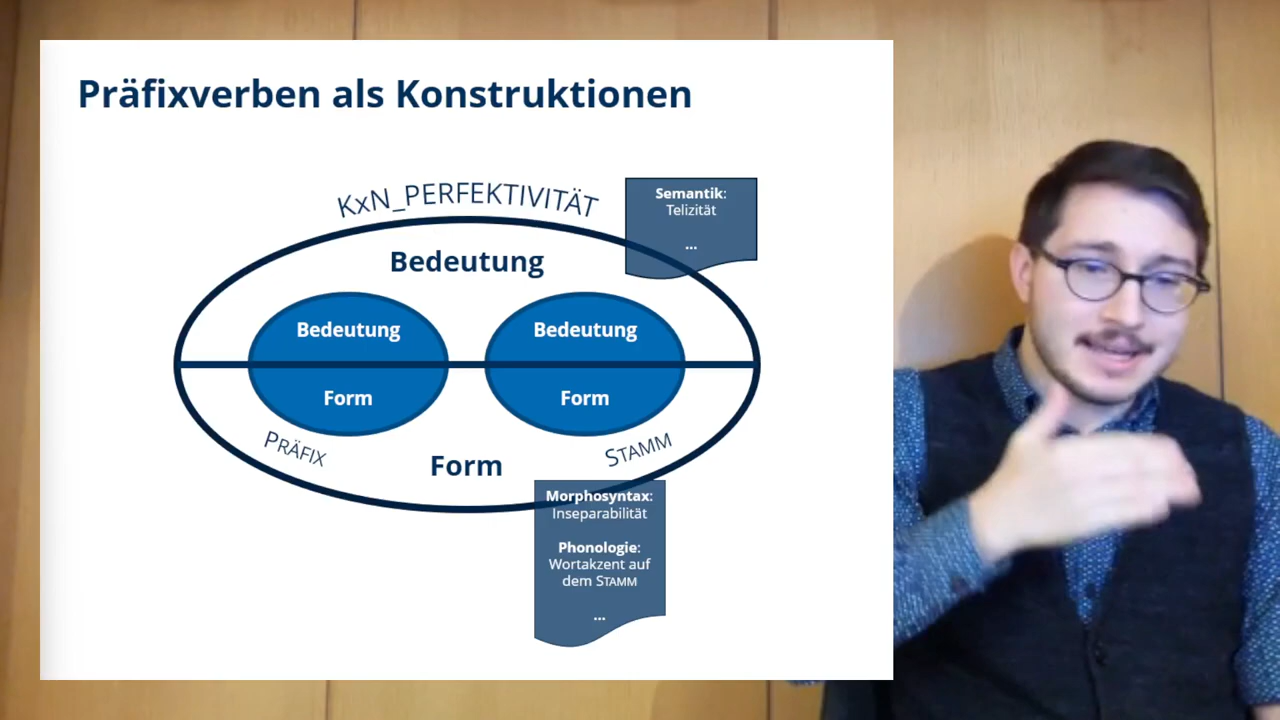 Präfixverben als Konstruktionen
KxN_PERFEKTIVITÄT
Semantik:
Telizität
...
Bedeutung
Bedeutung
Bedeutung
Form
Form
PRÄFIX
Form
STAMM
Morphosyntax:
Inseparabilität
Phonologie:
Wortakzent auf
dem STAMM
...